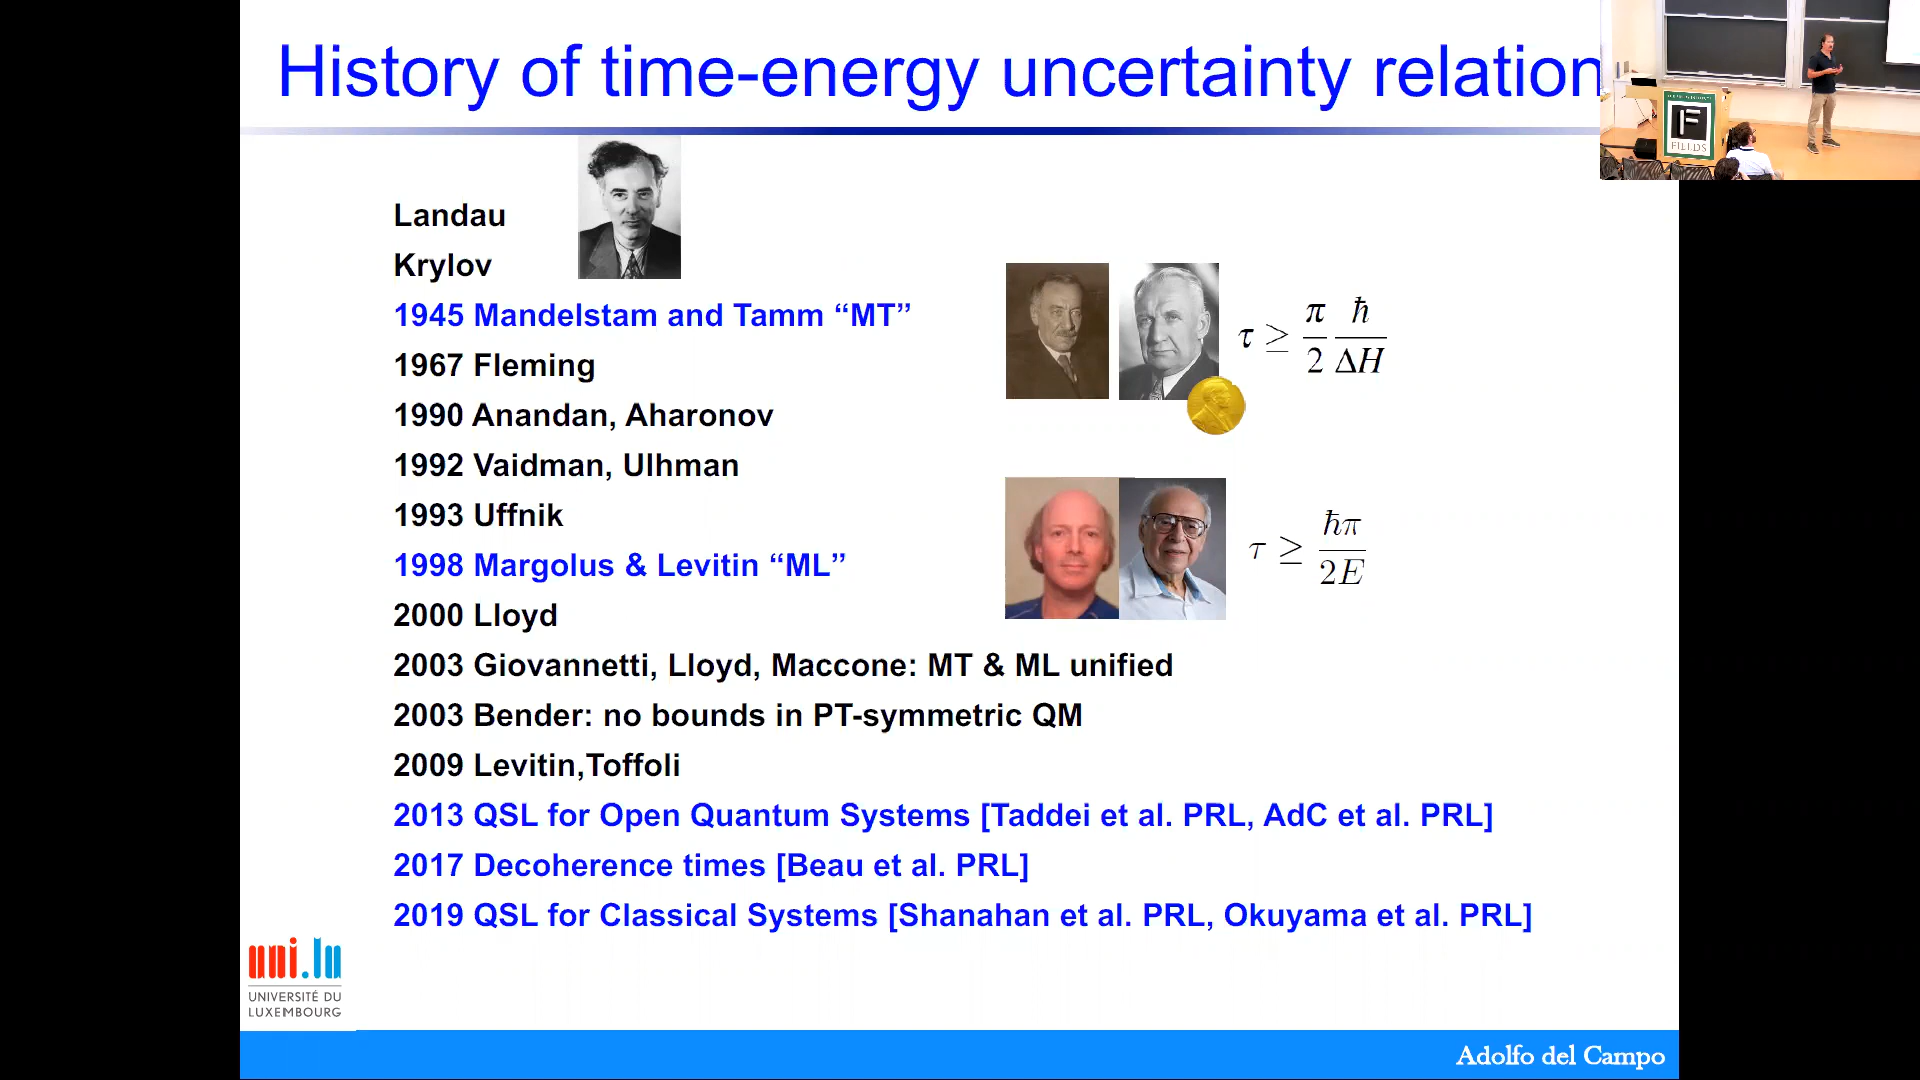 History of time-energy uncertainty relation
Landau
Krylov
1945 Mandelstam and Tamm “MT”
τ ≥ π/2 ħ/ΔH
1967 Fleming
1990 Anandan, Aharonov
1992 Vaidman, Ulhman
1993 Uffnik
1998 Margolus & Levitin “ML”
τ ≥ ħπ/2E
2000 Lloyd
2003 Giovannetti, Lloyd, Maccone: MT & ML unified
2003 Bender: no bounds in PT-symmetric QM
2009 Levitin,Toffoli
2013 QSL for Open Quantum Systems [Taddei et al. PRL, AdC et al. PRL]
2017 Decoherence times [Beau et al. PRL]
2019 QSL for Classical Systems [Shanahan et al. PRL, Okuyama et al. PRL]
uni.lu
UNIVERSITÉ DU
LUXEMBOURG
Adolfo del Campo
F
FIELDS